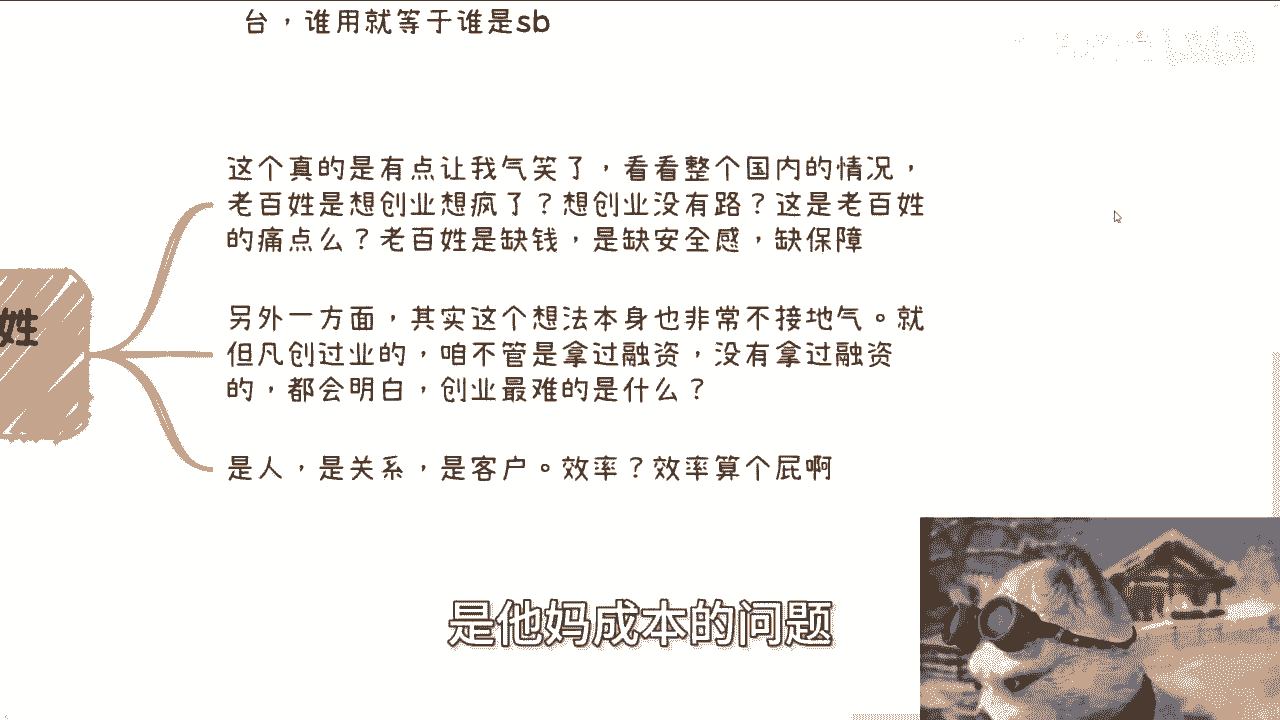 台，谁用就等于谁是sb
这个真的是有点让我气笑了，看看整个国内的情况，
老百姓是想创业想疯了？想创业没有路？这是老百姓
的痛点么？老百姓是缺钱，是缺安全感，缺保障
姓
另外一方面，其实这个想法本身也非常不接地气。就
但凡创过业的，咱不管是拿过融资，没有拿过融资
的，都会明白，创业最难的是什么？
是人，是关系，是客户。效率？效率算个屁啊
是他妈成本的问题